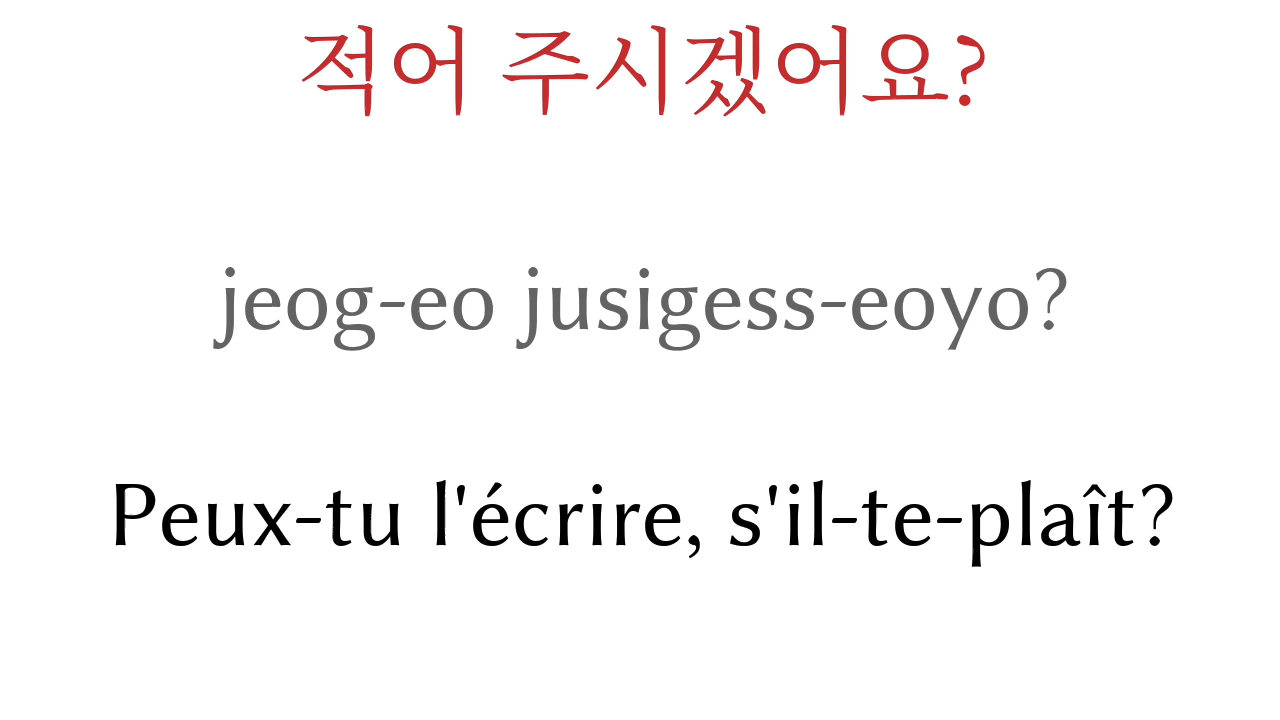 적어 주시겠어요?
jeog-eo jusigess-eoyo?
Peux-tu l'écrire, s'il-te-plaît?